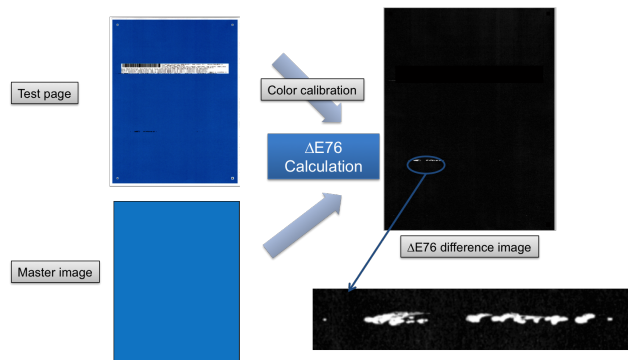 Test page
Color calibration
ΔE76
Calculation
ΔE76 difference image
Master image